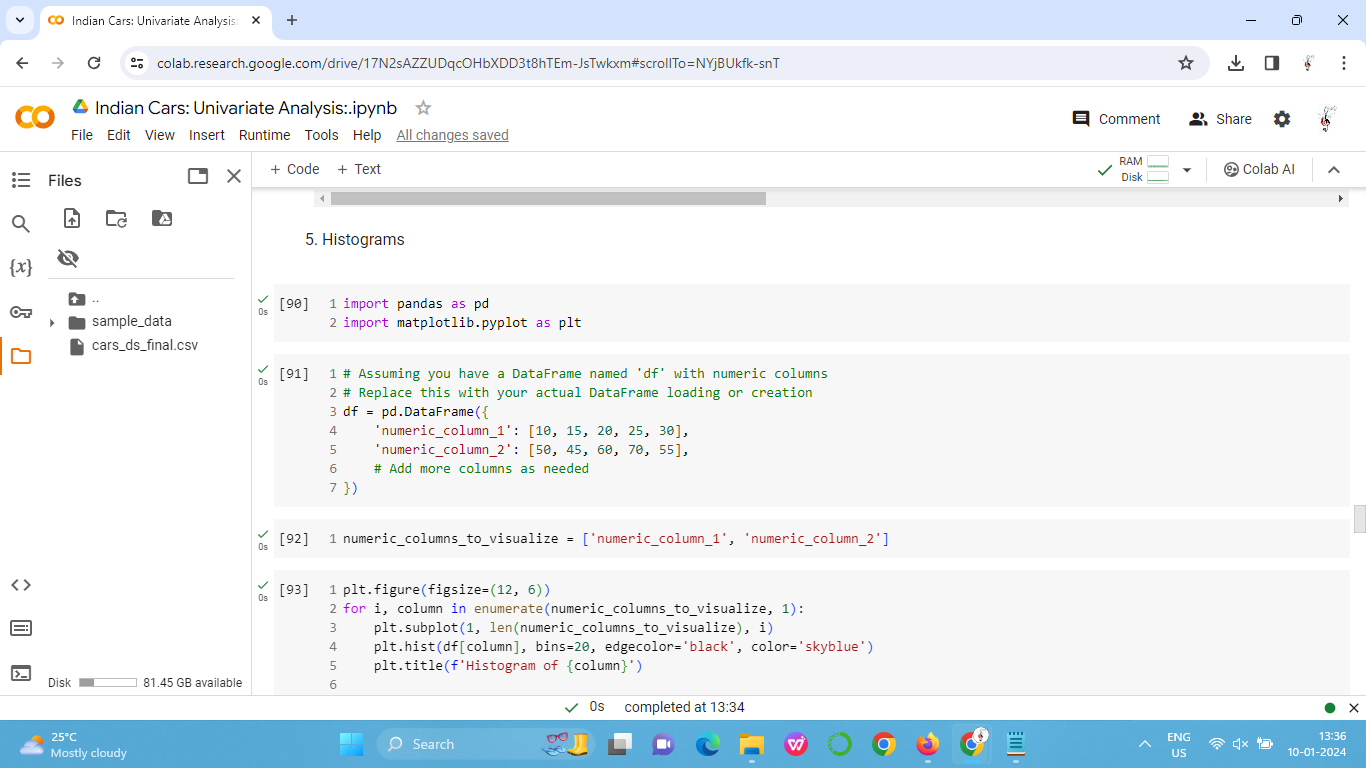 Indian Cars: Univariate Analysis:
colab.research.google.com/drive/17N2sAZZUDqcOHbXDD3t8hTEm-JsTwkxm#scrollTo=NYjBUkfk-snT
Indian Cars: Univariate Analysis:.ipynb
File Edit View Insert Runtime Tools Help All changes saved
Comment Share
Files
+ Code + Text
RAM
Disk
Colab AI
5. Histograms
{x}
..
sample_data
cars_ds_final.csv
0s
[90]
1 import pandas as pd
2 import matplotlib.pyplot as plt
0s
[91]
1 # Assuming you have a DataFrame named 'df' with numeric columns
2 # Replace this with your actual DataFrame loading or creation
3 df = pd.DataFrame({
4     'numeric_column_1': [10, 15, 20, 25, 30],
5     'numeric_column_2': [50, 45, 60, 70, 55],
6     # Add more columns as needed
7 })
0s
[92]
1 numeric_columns_to_visualize = ['numeric_column_1', 'numeric_column_2']
0s
[93]
1 plt.figure(figsize=(12, 6))
2 for i, column in enumerate(numeric_columns_to_visualize, 1):
3     plt.subplot(1, len(numeric_columns_to_visualize), i)
4     plt.hist(df[column], bins=20, edgecolor='black', color='skyblue')
5     plt.title(f'Histogram of {column}')
6
Disk 81.45 GB available
0s completed at 13:34
25°C
Mostly cloudy
Search
ENG
US
13:36
10-01-2024